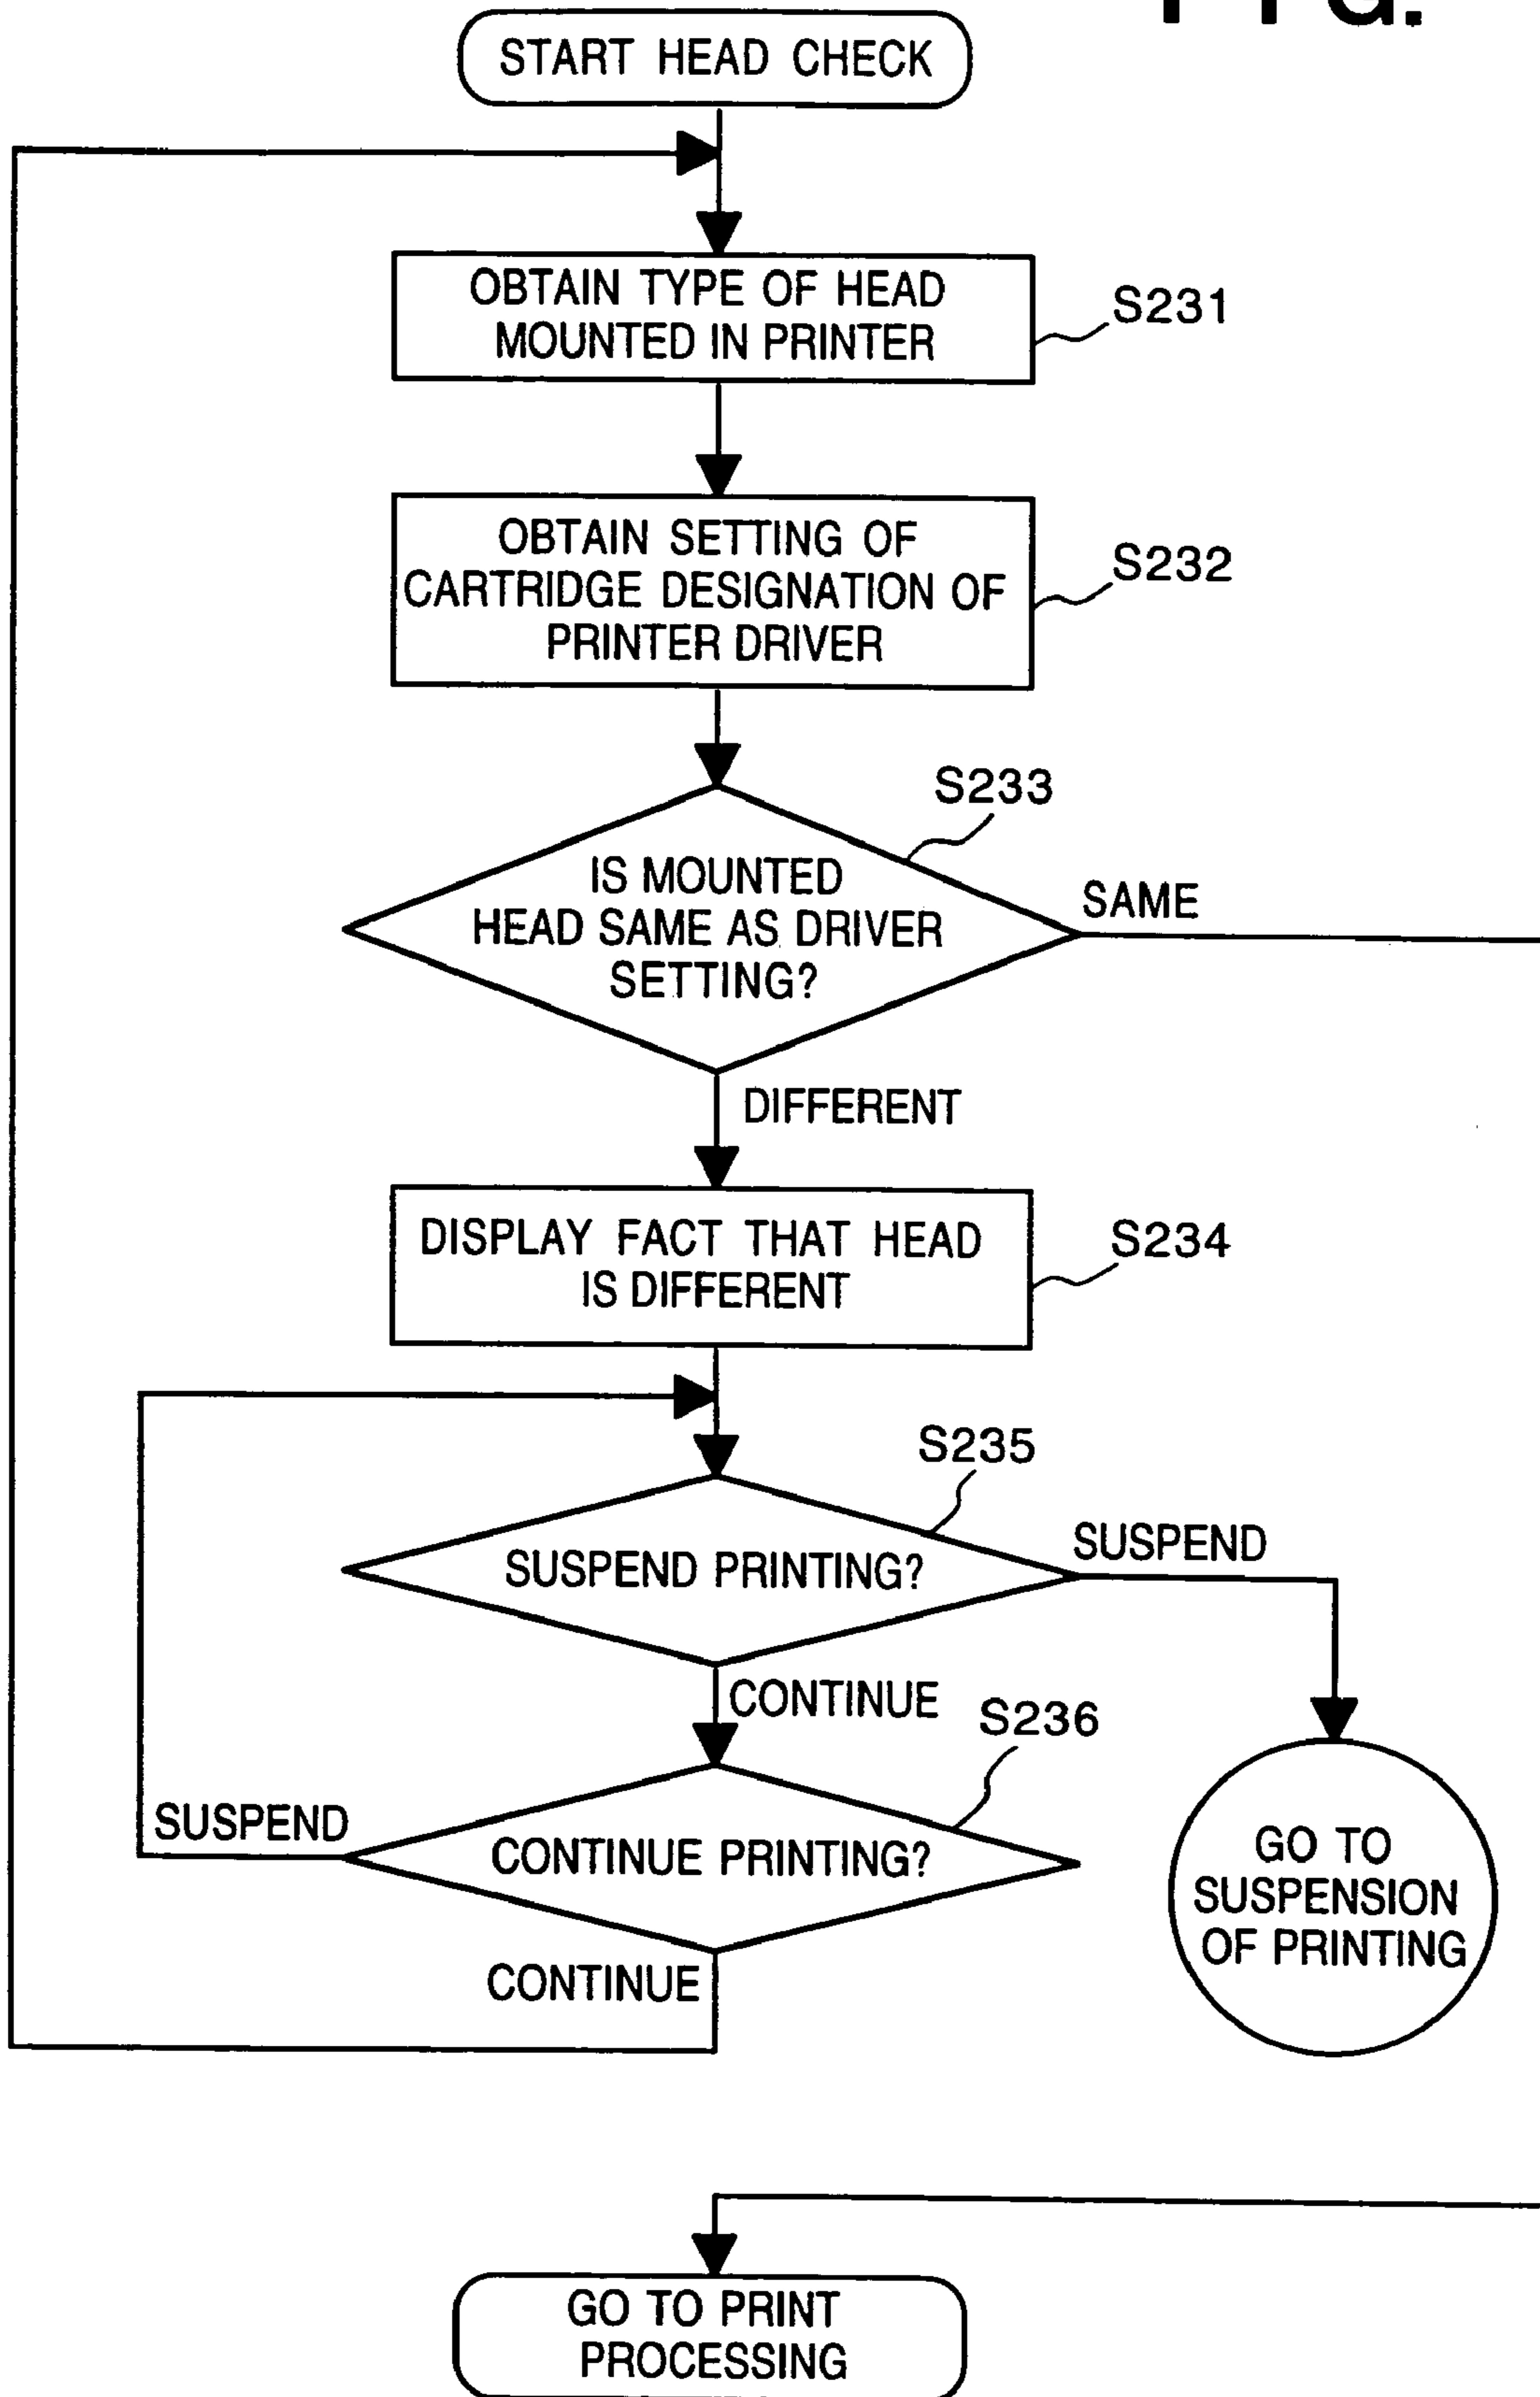 FIG.
START HEAD CHECK
OBTAIN TYPE OF HEAD
MOUNTED IN PRINTER
S231
OBTAIN SETTING OF
CARTRIDGE DESIGNATION OF
PRINTER DRIVER
S232
S233
IS MOUNTED
HEAD SAME AS DRIVER
SETTING?
SAME
DIFFERENT
DISPLAY FACT THAT HEAD
IS DIFFERENT
S234
S235
SUSPEND PRINTING?
SUSPEND
CONTINUE
S236
SUSPEND
CONTINUE PRINTING?
GO TO
SUSPENSION
OF PRINTING
CONTINUE
GO TO PRINT
PROCESSING